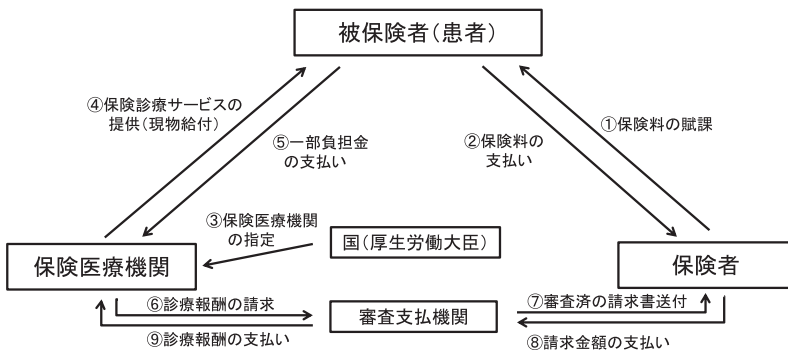 被保険者(患者)
④保険診療サービスの
提供(現物給付)
①保険料の賦課
⑤一部負担金
の支払い
②保険料の
支払い
③保険医療機関
の指定
国(厚生労働大臣)
保険医療機関
保険者
⑥診療報酬の請求
審査支払機関
⑦審査済の請求書送付
⑨診療報酬の支払い
⑧請求金額の支払い